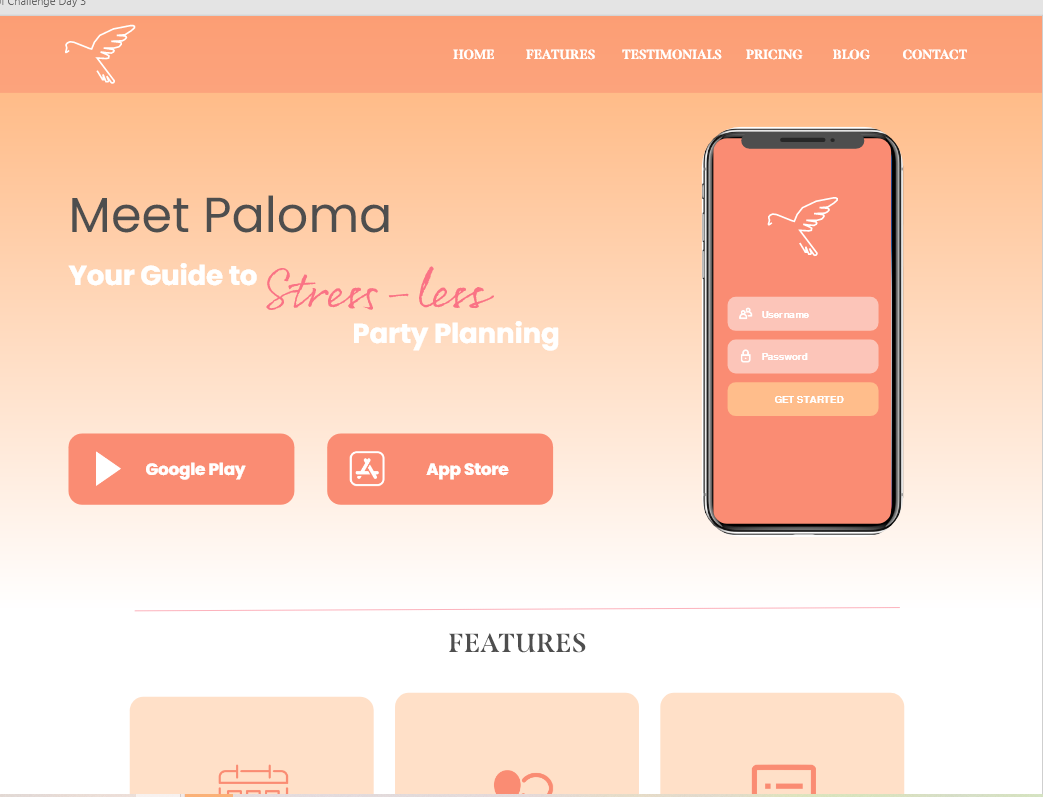 Challenge Day 3
HOME FEATURES TESTIMONIALS PRICING BLOG CONTACT
Meet Paloma
Your Guide to Stress - less
Party Planning
Username
Password
GET STARTED
Google Play
App Store
FEATURES